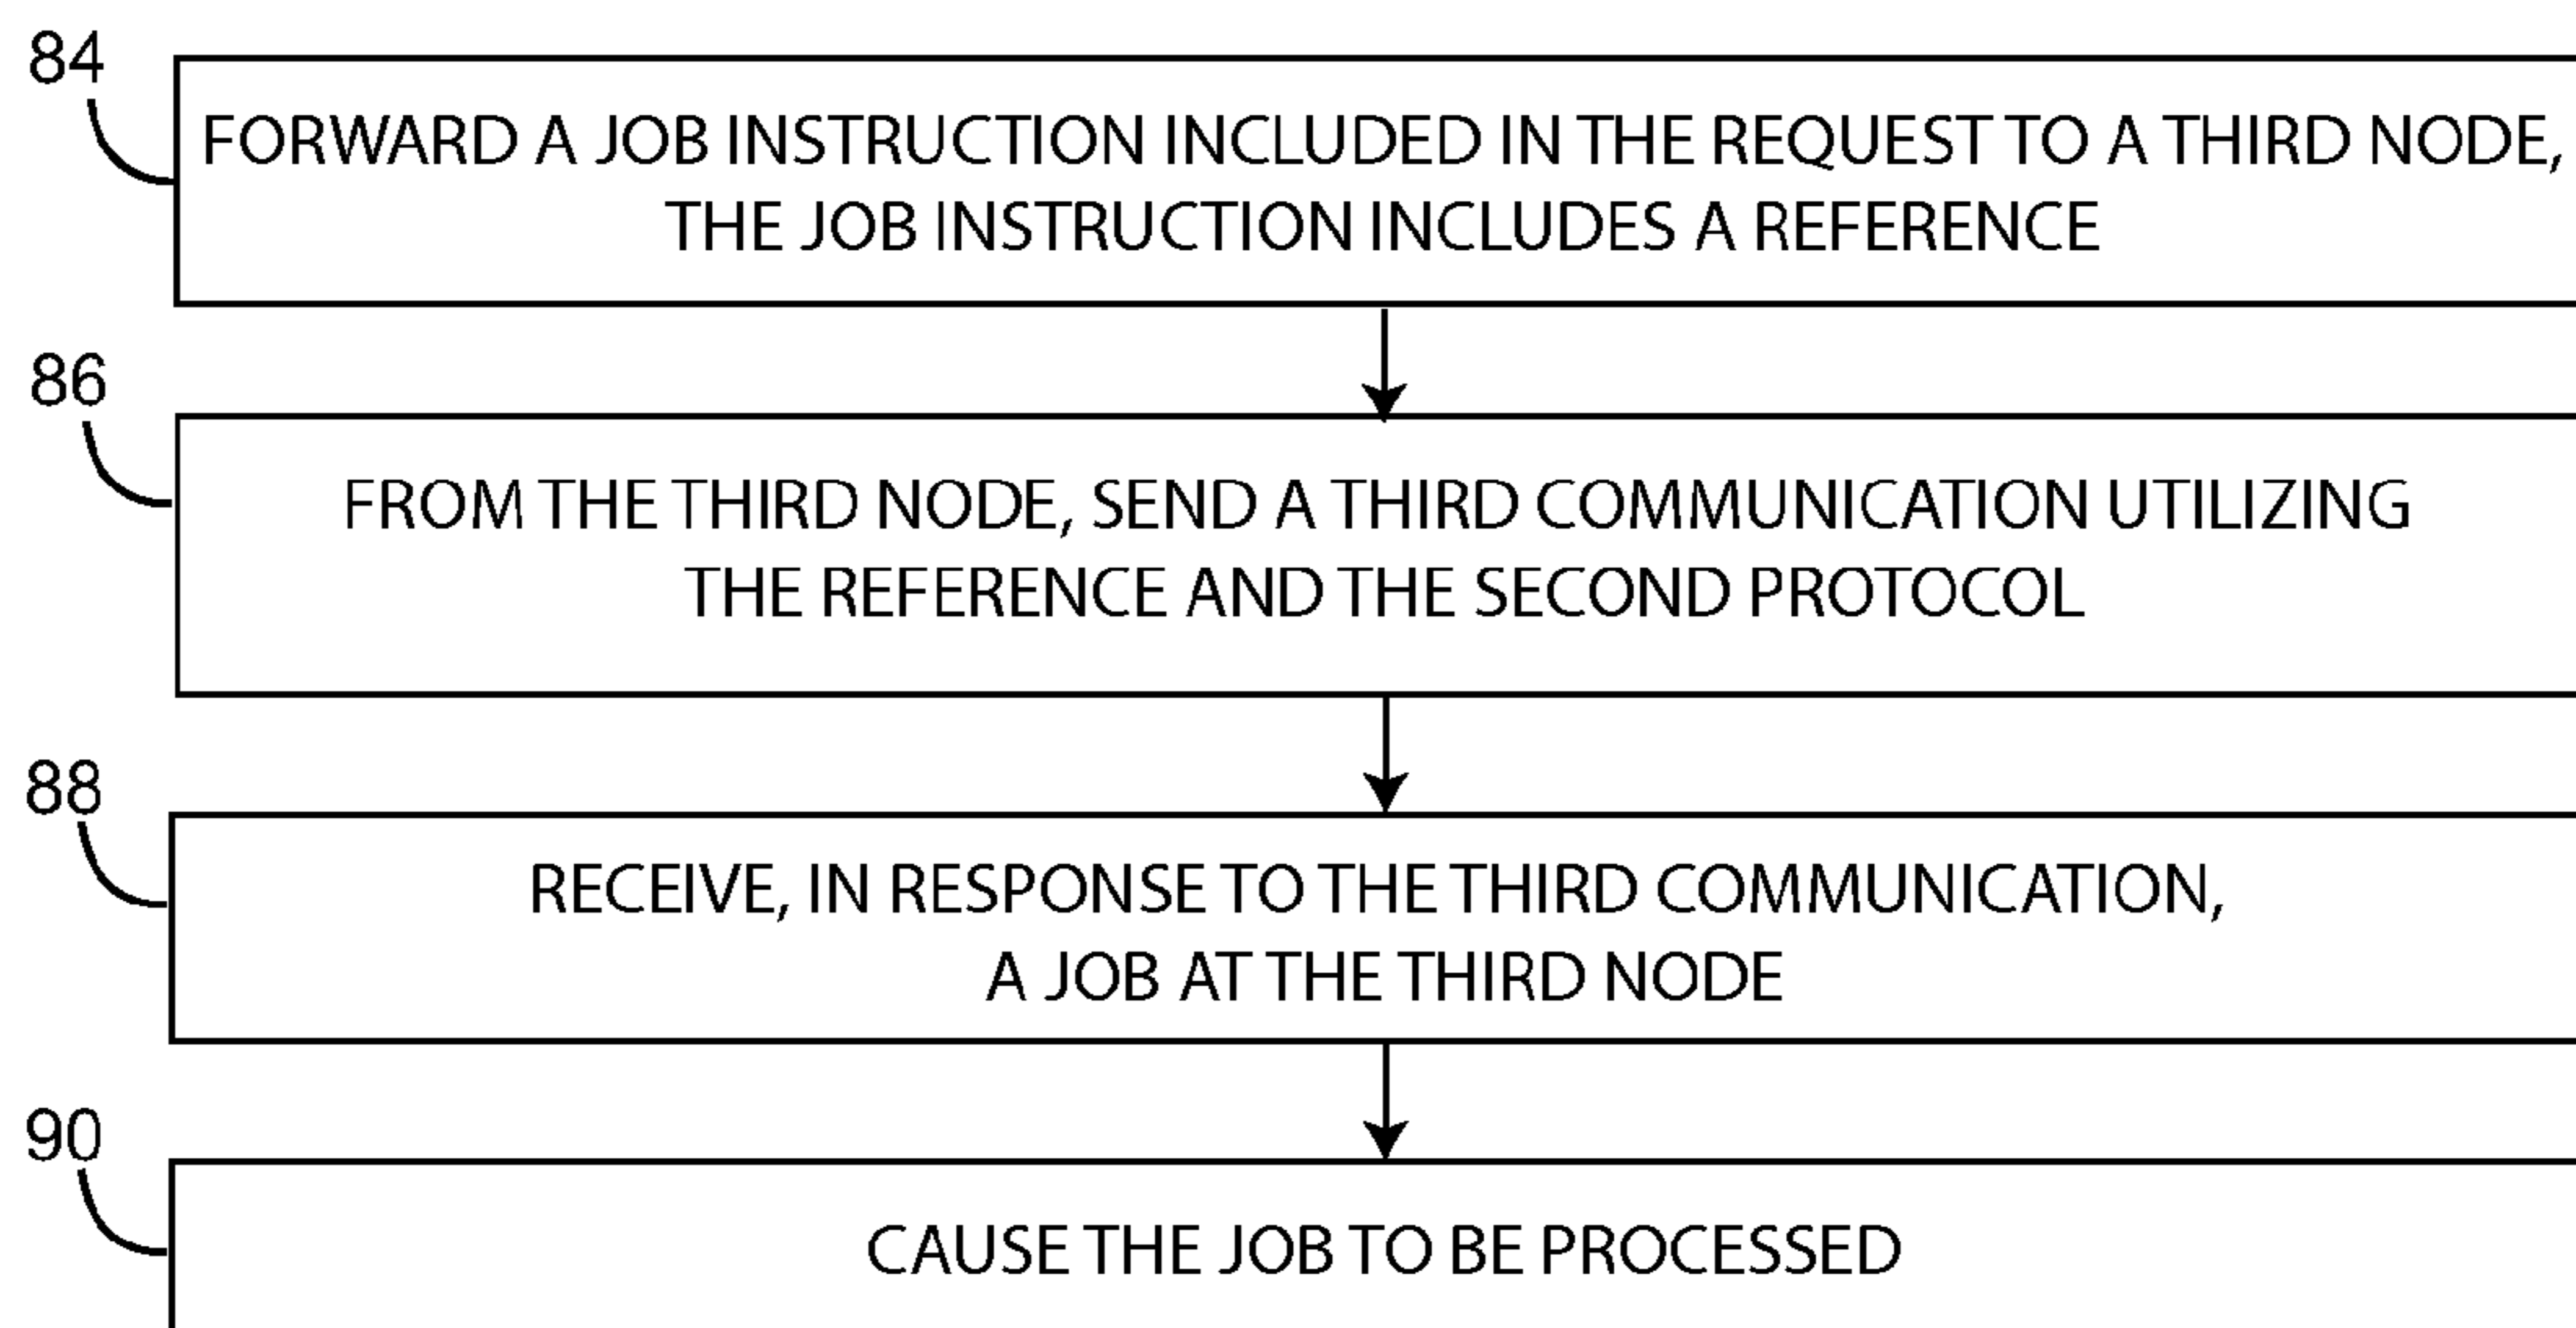 84
FORWARD A JOB INSTRUCTION INCLUDED IN THE REQUEST TO A THIRD NODE,
THE JOB INSTRUCTION INCLUDES A REFERENCE
86
FROM THE THIRD NODE, SEND A THIRD COMMUNICATION UTILIZING
THE REFERENCE AND THE SECOND PROTOCOL
88
RECEIVE, IN RESPONSE TO THE THIRD COMMUNICATION,
A JOB AT THE THIRD NODE
90
CAUSE THE JOB TO BE PROCESSED